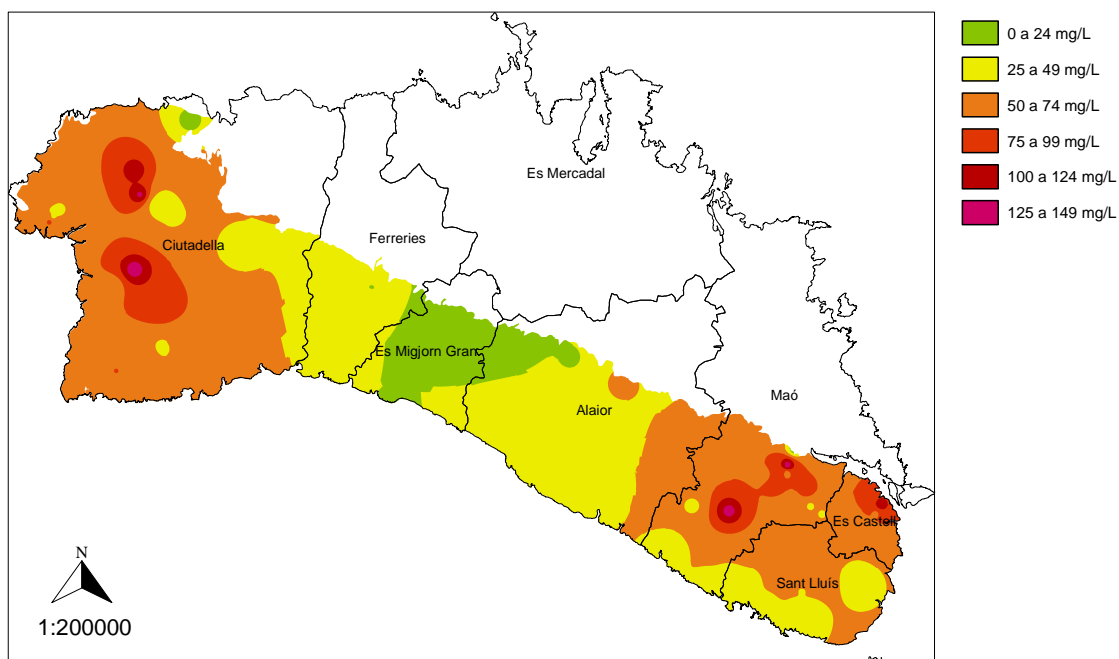 0 a 24 mg/L
25 a 49 mg/L
50 a 74 mg/L
75 a 99 mg/L
100 a 124 mg/L
125 a 149 mg/L
Es Mercadal
Ferreries
Ciutadella
Es Migjorn Gran
Alaior
Maó
Es Castell
Sant Lluís
N
1:200000